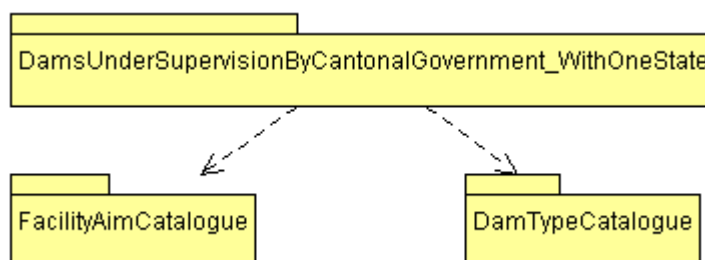 DamsUnderSupervisionByCantonalGovernment_WithOneState
FacilityAimCatalogue
DamTypeCatalogue